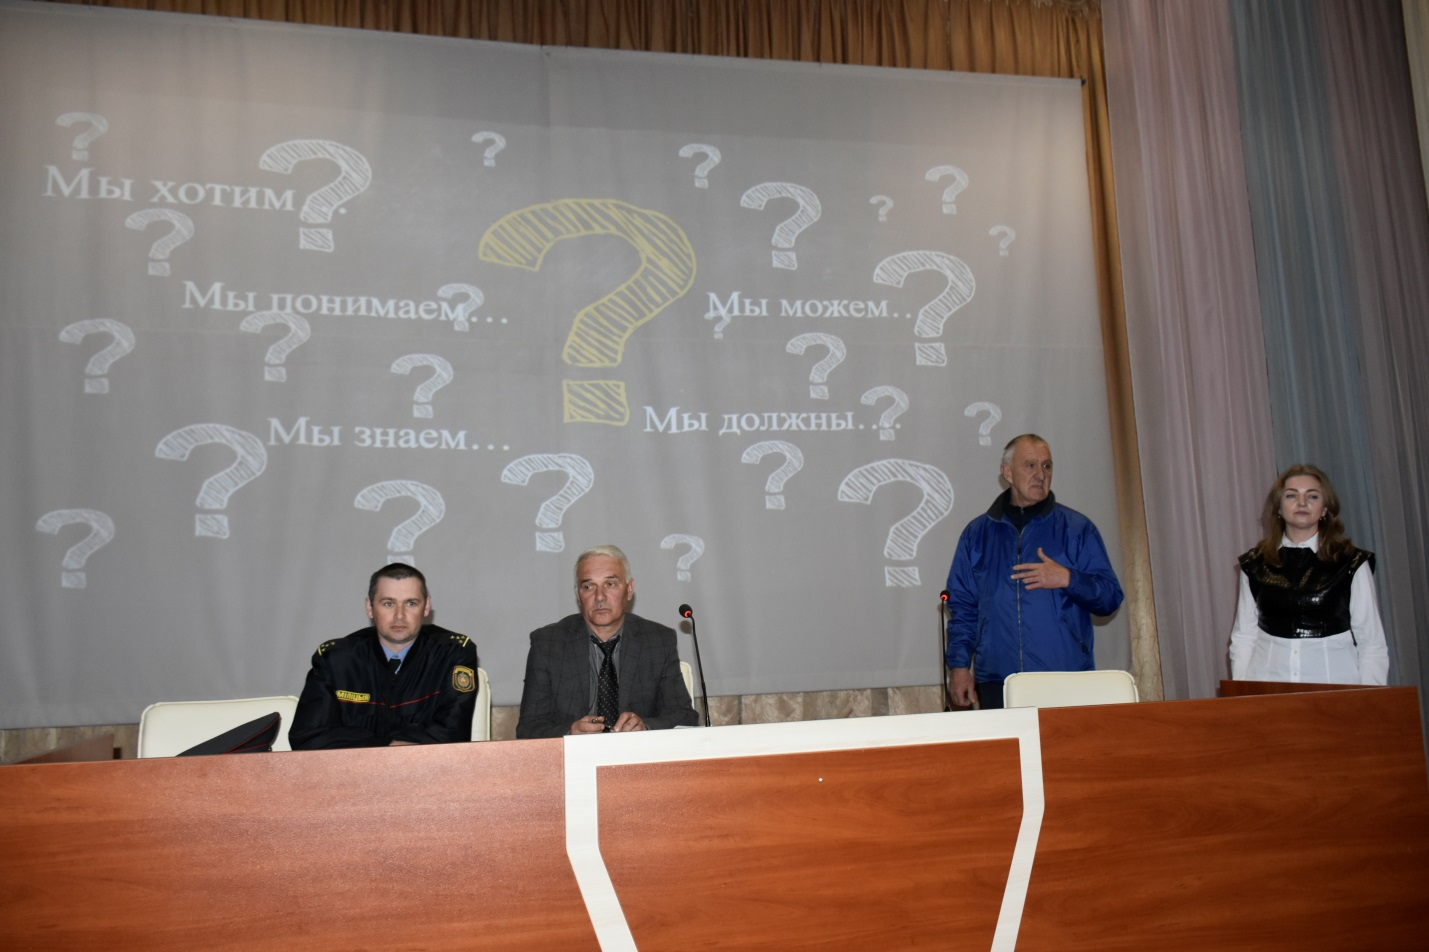 Мы хотим...
Мы понимаем...
Мы можем...
Мы знаем...
Мы должны....
МІЛІЦЫЯ